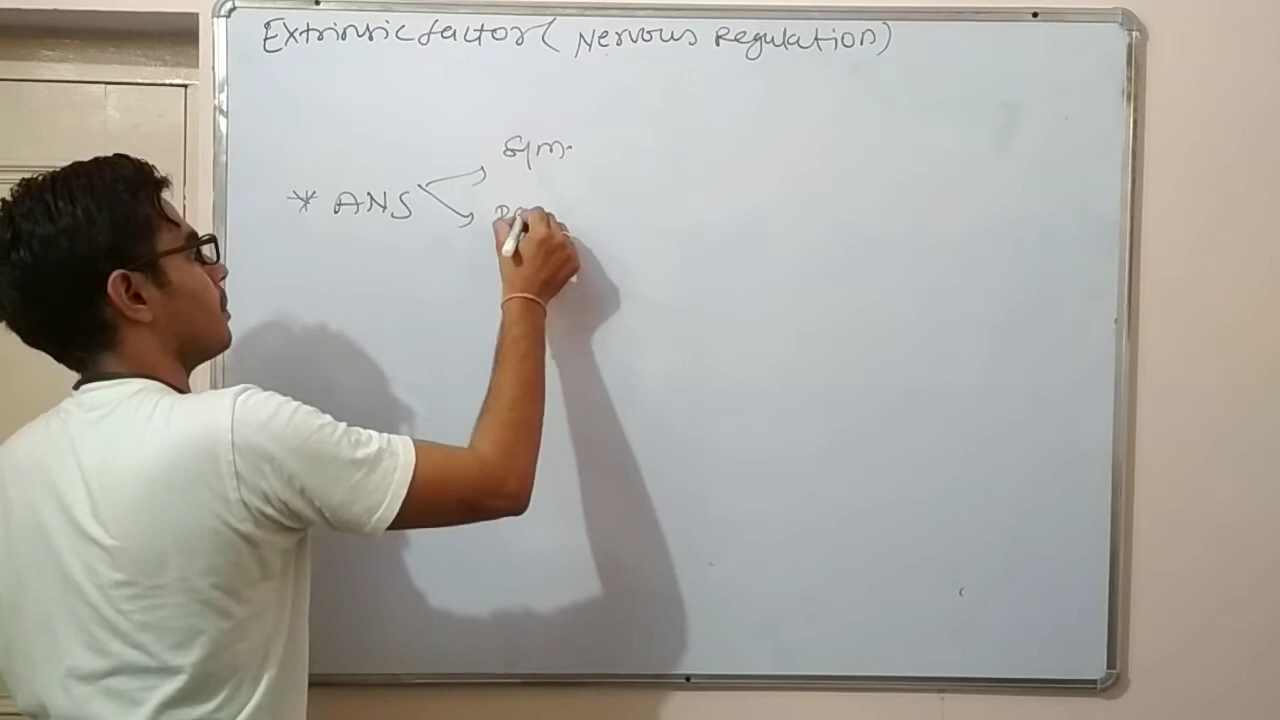 Extrinsic factor ( Nervous Regulation)
Sym.
* ANS